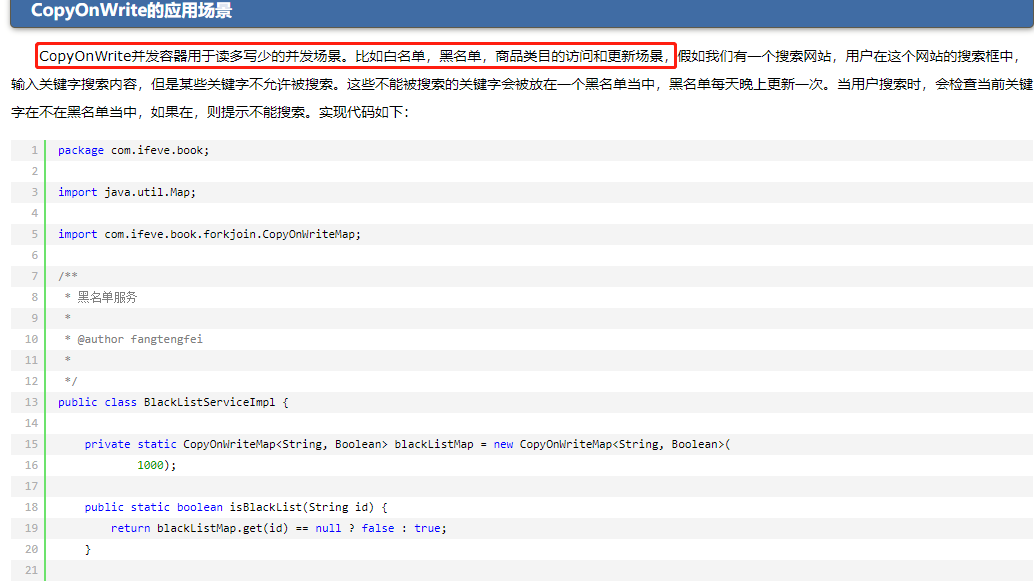 CopyOnWrite的应用场景
CopyOnWrite并发容器用于读多写少的并发场景。比如白名单，黑名单，商品类目的访问和更新场景，假如我们有一个搜索网站，用户在这个网站的搜索框中，
输入关键字搜索内容，但是某些关键字不允许被搜索。这些不能被搜索的关键字会被放在一个黑名单当中，黑名单每天晚上更新一次。当用户搜索时，会检查当前关键
字在不在黑名单当中，如果在，则提示不能搜索。实现代码如下：
1 package com.ifeve.book;
2
3 import java.util.Map;
4
5 import com.ifeve.book.forkjoin.CopyOnWriteMap;
6
7 /**
8 * 黑名单服务
9 *
10 * @author fangtengfei
11 *
12 */
13 public class BlackListServiceImpl {
14
15 private static CopyOnWriteMap<String, Boolean> blackListMap = new CopyOnWriteMap<String, Boolean>(
16 1000);
17
18 public static boolean isBlackList(String id) {
19 return blackListMap.get(id) == null ? false : true;
20 }
21